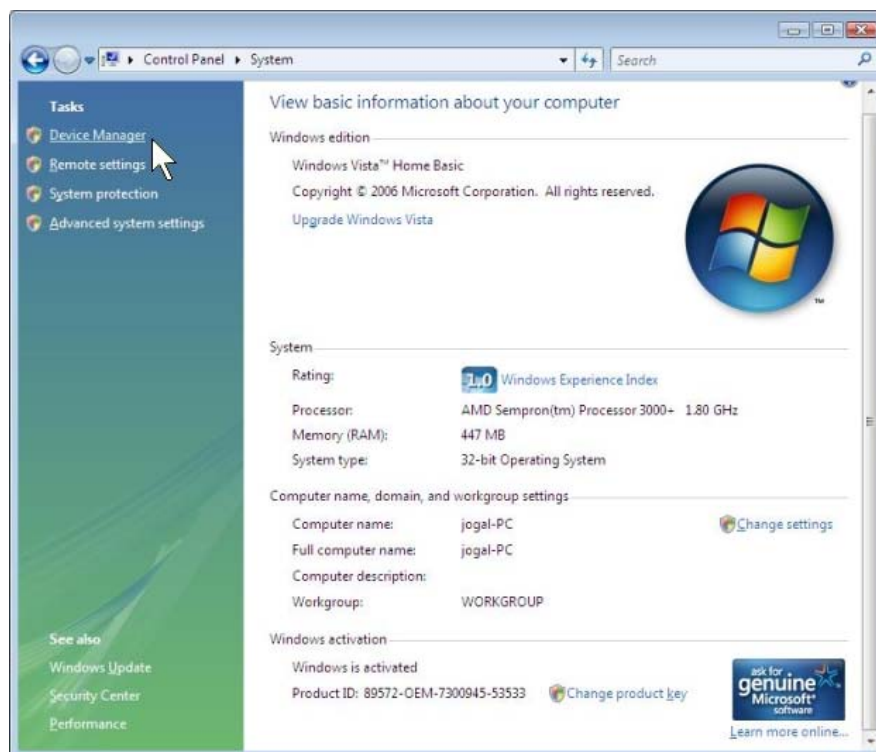 Control Panel System
Search
Tasks
Device Manager
Remote settings
System protection
Advanced system settings
See also
Windows Update
Security Center
Performance
View basic information about your computer
Windows edition
Windows Vista™ Home Basic
Copyright © 2006 Microsoft Corporation. All rights reserved.
Upgrade Windows Vista
TM
System
Rating: 1.0 Windows Experience Index
Processor: AMD Sempron(tm) Processor 3000+ 1.80 GHz
Memory (RAM): 447 MB
System type: 32-bit Operating System
Computer name, domain, and workgroup settings
Computer name: jogal-PC Change settings
Full computer name: jogal-PC
Computer description:
Workgroup: WORKGROUP
Windows activation
Windows is activated
Product ID: 89572-OEM-7300945-53533 Change product key
ask for
genuine
Microsoft®
software
Learn more online...